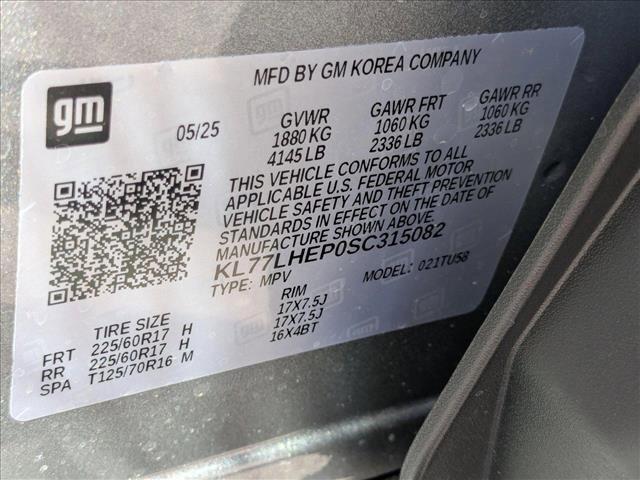 MFD BY GM KOREA COMPANY
gm
05/25
GVWR
1880 KG
4145 LB
GAWR FRT
1060 KG
2336 LB
GAWR RR
1060 KG
2336 LB
THIS VEHICLE CONFORMS TO ALL
APPLICABLE U.S. FEDERAL MOTOR
VEHICLE SAFETY AND THEFT PREVENTION
STANDARDS IN EFFECT ON THE DATE OF
MANUFACTURE SHOWN ABOVE.
KL77LHEP0SC315082
TYPE: MPV
MODEL: 021TU58
TIRE SIZE
RIM
FRT 225/60R17 H 17X7.5J
RR 225/60R17 H 17X7.5J
SPA T125/70R16 M 16X4BT